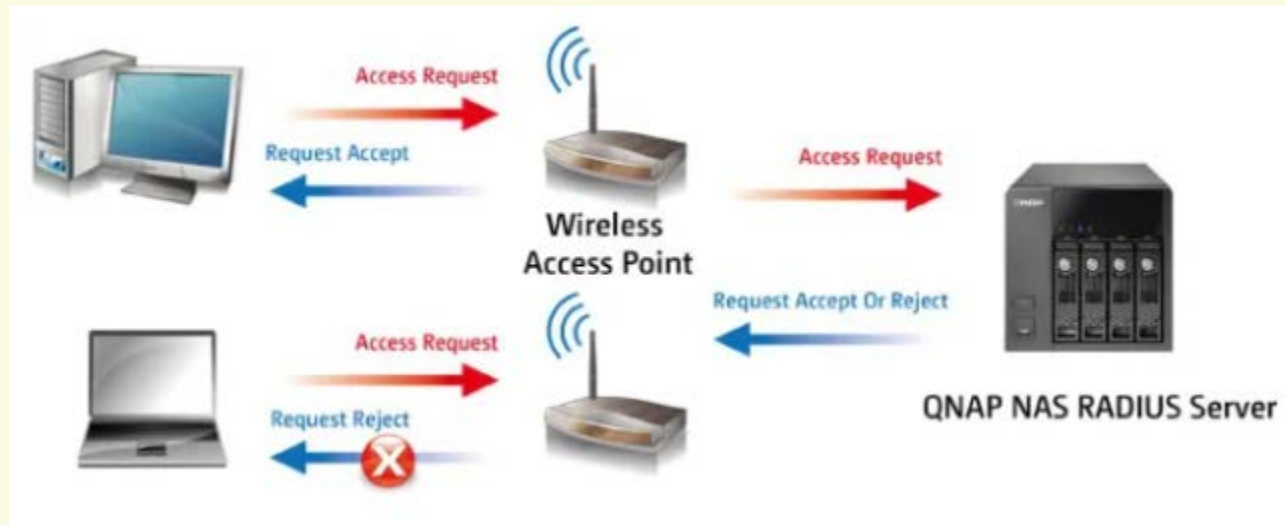 Access Request
Request Accept
Access Request
Wireless
Access Point
Request Accept Or Reject
Access Request
Request Reject
QNAP NAS RADIUS Server
QNAP